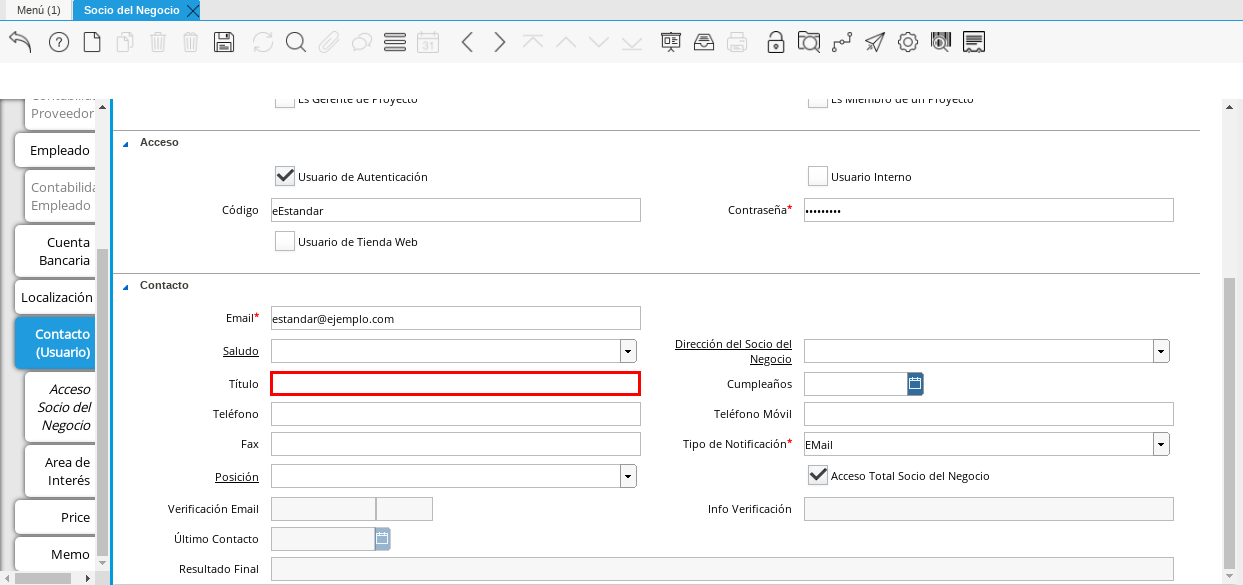 Menú (1)
Socio del Negocio
31
Contabilida
Proveedor
Empleado
Contabilida
Empleado
Cuenta
Bancaria
Localización
Contacto
(Usuario)
Acceso
Socio del
Negocio
Area de
Interés
Price
Memo
Es Gerente de Proyecto
Es Miembro de un Proyecto
Acceso
Usuario de Autenticación
Usuario Interno
Código
eEstandar
Contraseña*
•••••••••
Usuario de Tienda Web
Contacto
Email*
estandar@ejemplo.com
Saludo
Dirección del Socio del
Negocio
Título
Cumpleaños
Teléfono
Teléfono Móvil
Fax
Tipo de Notificación*
EMail
Posición
Acceso Total Socio del Negocio
Verificación Email
Info Verificación
Último Contacto
Resultado Final